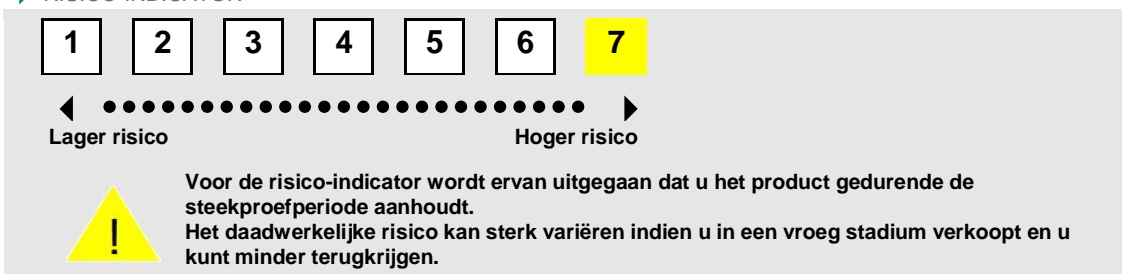 RISICO-INDICATOR
1 2 3 4 5 6 7
Lager risico Hoger risico
Voor de risico-indicator wordt ervan uitgegaan dat u het product gedurende de
steekproefperiode aanhoudt.
Het daadwerkelijke risico kan sterk variëren indien u in een vroeg stadium verkoopt en u
kunt minder terugkrijgen.
!